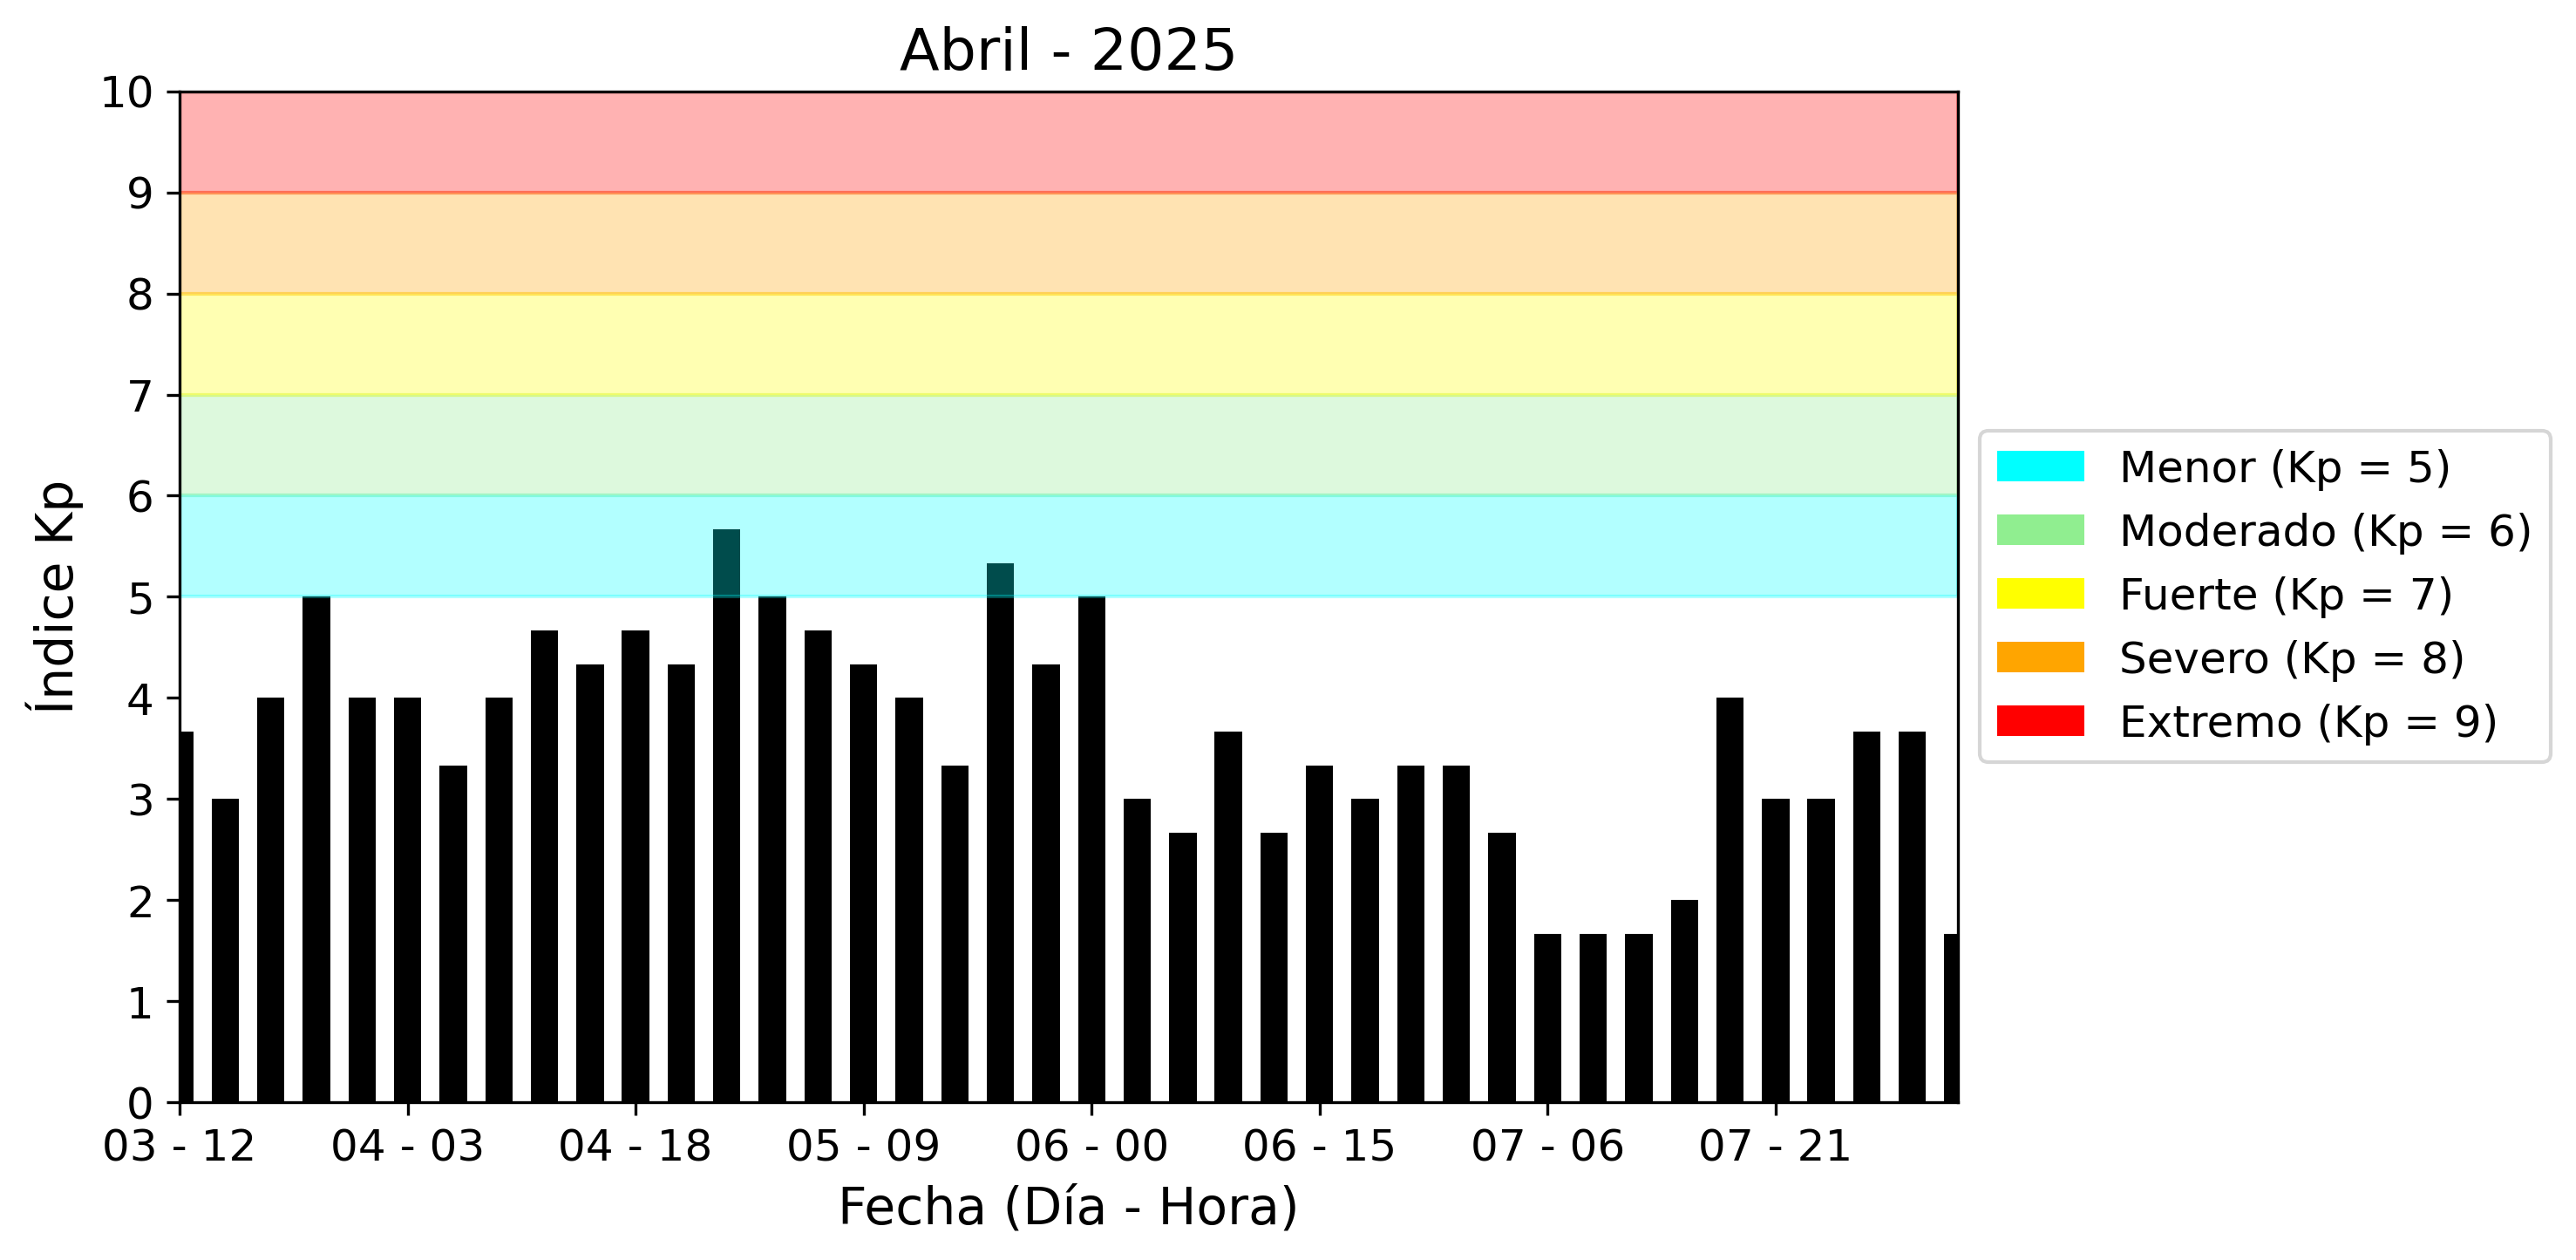 Abril - 2025
10
9
8
7
6
5
4
3
2
1
0
Índice Kp
03 - 12
04 - 03
04 - 18
05 - 09
06 - 00
06 - 15
07 - 06
07 - 21
Fecha (Día - Hora)
Menor (Kp = 5)
Moderado (Kp = 6)
Fuerte (Kp = 7)
Severo (Kp = 8)
Extremo (Kp = 9)